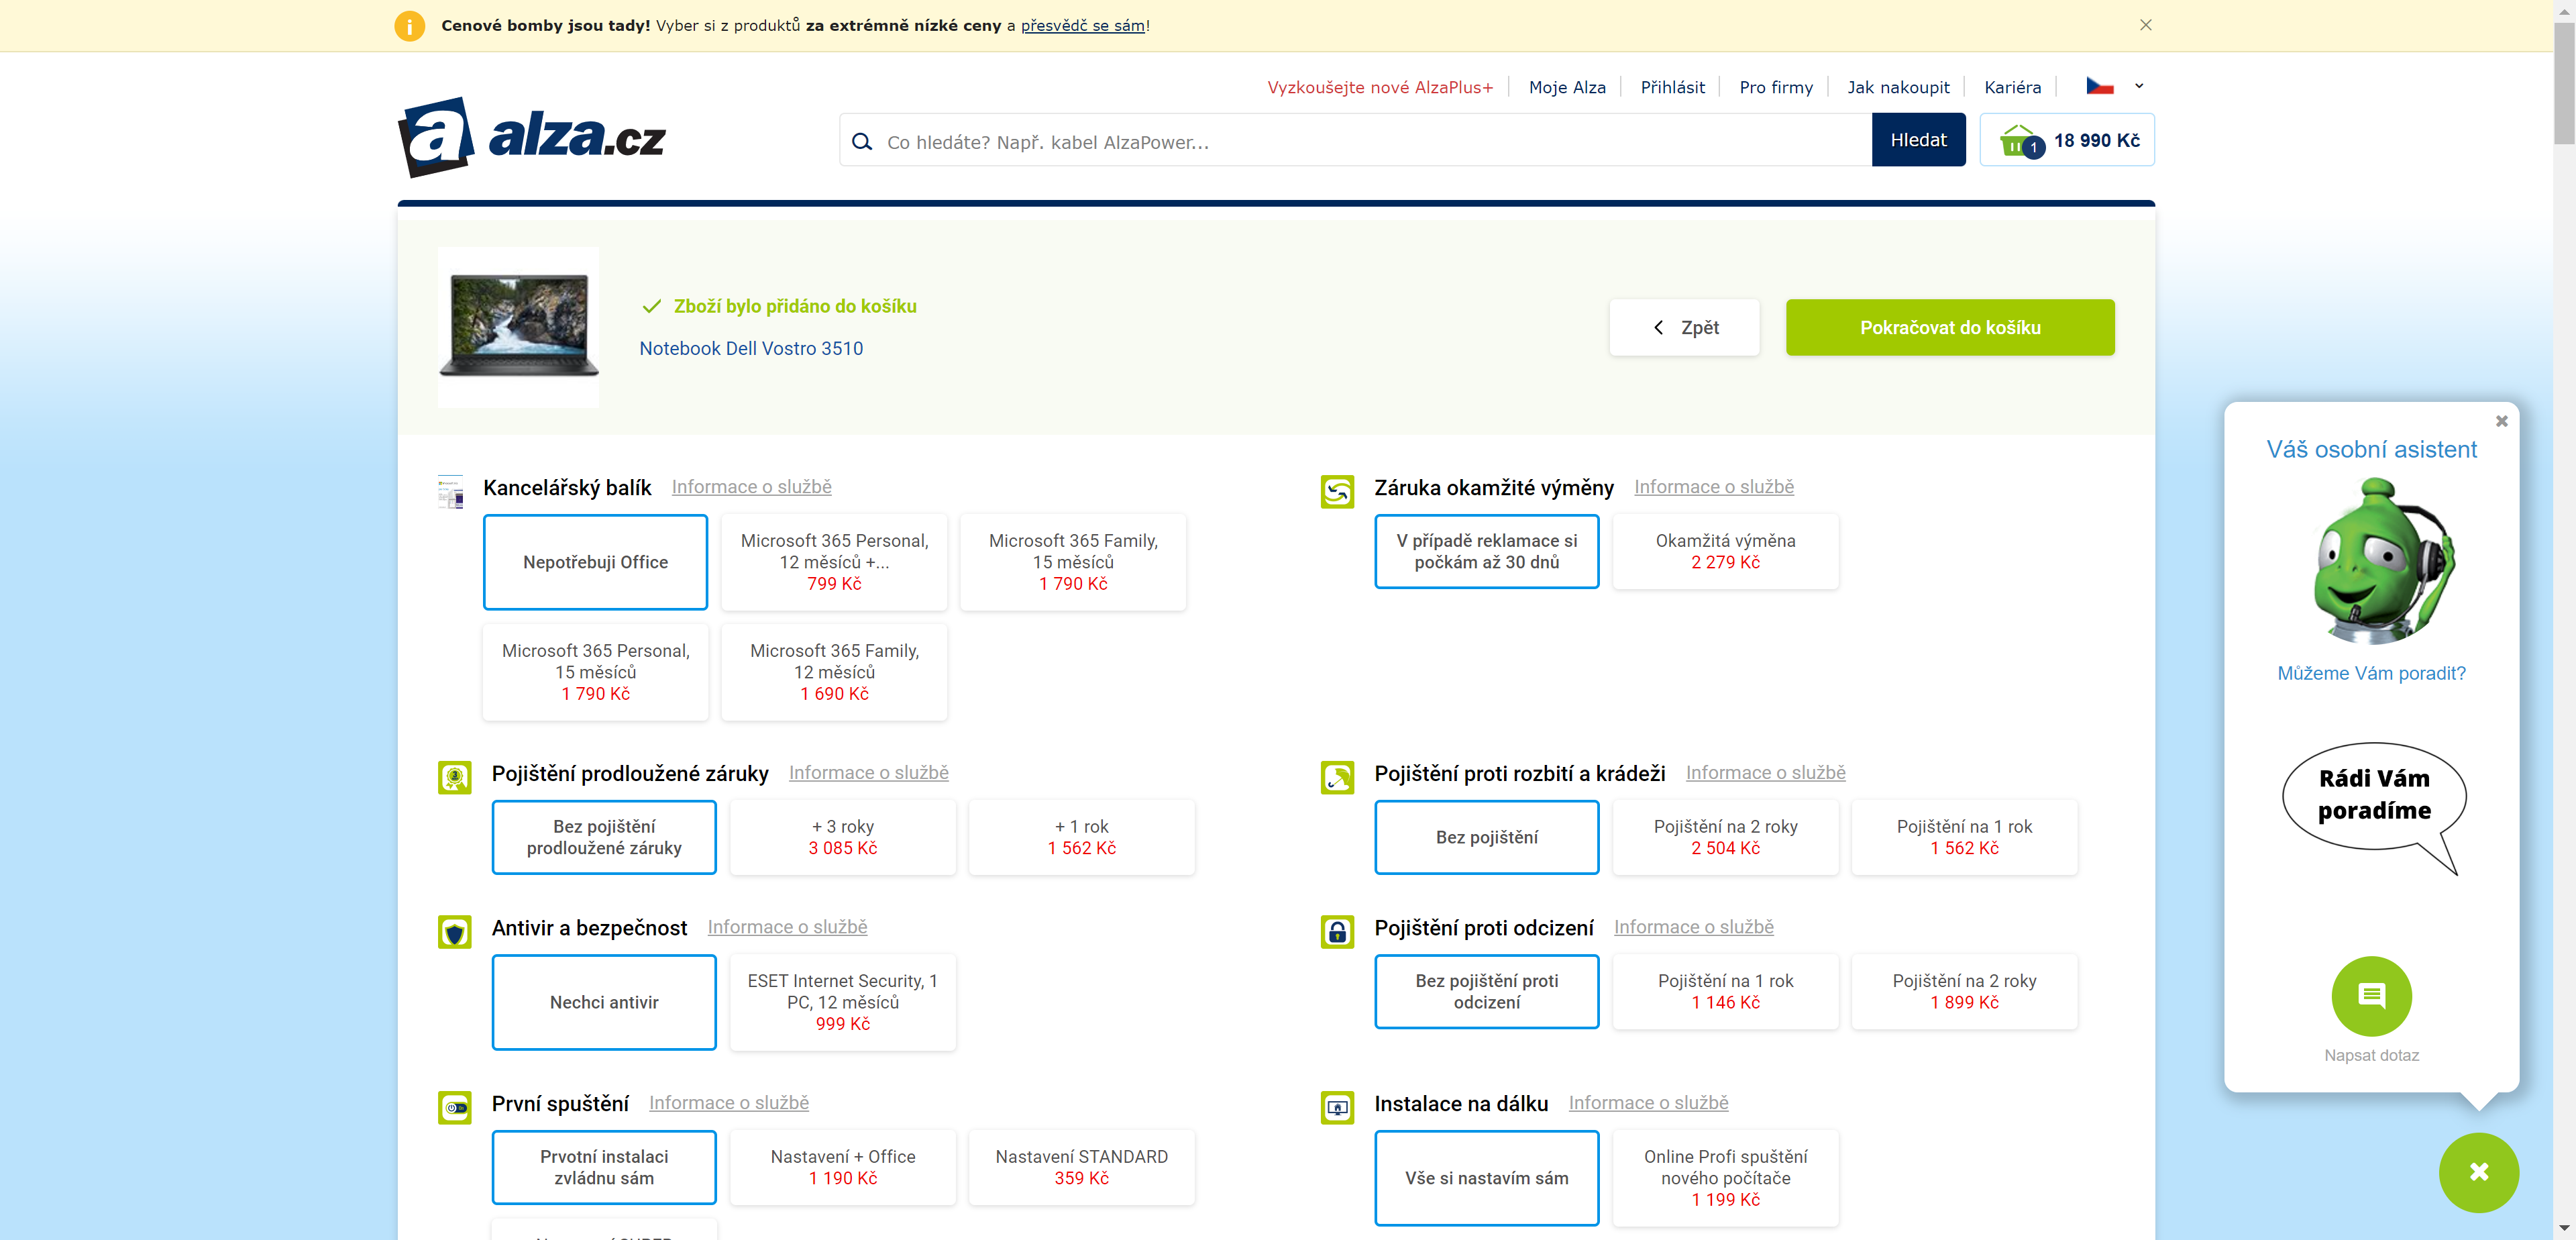 Cenové bomby jsou tady! Vyber si z produktů za extrémně nízké ceny a přesvědč se sám!
Vyzkoušejte nové AlzaPlus+
Moje Alza
Přihlásit
Pro firmy
Jak nakoupit
Kariéra
a alza.cz
Co hledáte? Např. kabel AlzaPower...
Hledat
1
18 990 Kč
Zboží bylo přidáno do košíku
Notebook Dell Vostro 3510
Zpět
Pokračovat do košíku
Kancelářský balík
Informace o službě
Nepotřebuji Office
Microsoft 365 Personal,
12 měsíců +...
799 Kč
Microsoft 365 Family,
15 měsíců
1 790 Kč
Microsoft 365 Personal,
15 měsíců
1 790 Kč
Microsoft 365 Family,
12 měsíců
1 690 Kč
Záruka okamžité výměny
Informace o službě
V případě reklamace si
počkám až 30 dnů
Okamžitá výměna
2 279 Kč
Pojištění prodloužené záruky
Informace o službě
Bez pojištění
prodloužené záruky
+ 3 roky
3 085 Kč
+ 1 rok
1 562 Kč
Pojištění proti rozbití a krádeži
Informace o službě
Bez pojištění
Pojištění na 2 roky
2 504 Kč
Pojištění na 1 rok
1 562 Kč
Antivir a bezpečnost
Informace o službě
Nechci antivir
ESET Internet Security, 1
PC, 12 měsíců
999 Kč
Pojištění proti odcizení
Informace o službě
Bez pojištění proti
odcizení
Pojištění na 1 rok
1 146 Kč
Pojištění na 2 roky
1 899 Kč
První spuštění
Informace o službě
Prvotní instalaci
zvládnu sám
Nastavení + Office
1 190 Kč
Nastavení STANDARD
359 Kč
Instalace na dálku
Informace o službě
Vše si nastavím sám
Online Profi spuštění
nového počítače
1 199 Kč
Váš osobní asistent
Můžeme Vám poradit?
Rádi Vám
poradíme
Napsat dotaz